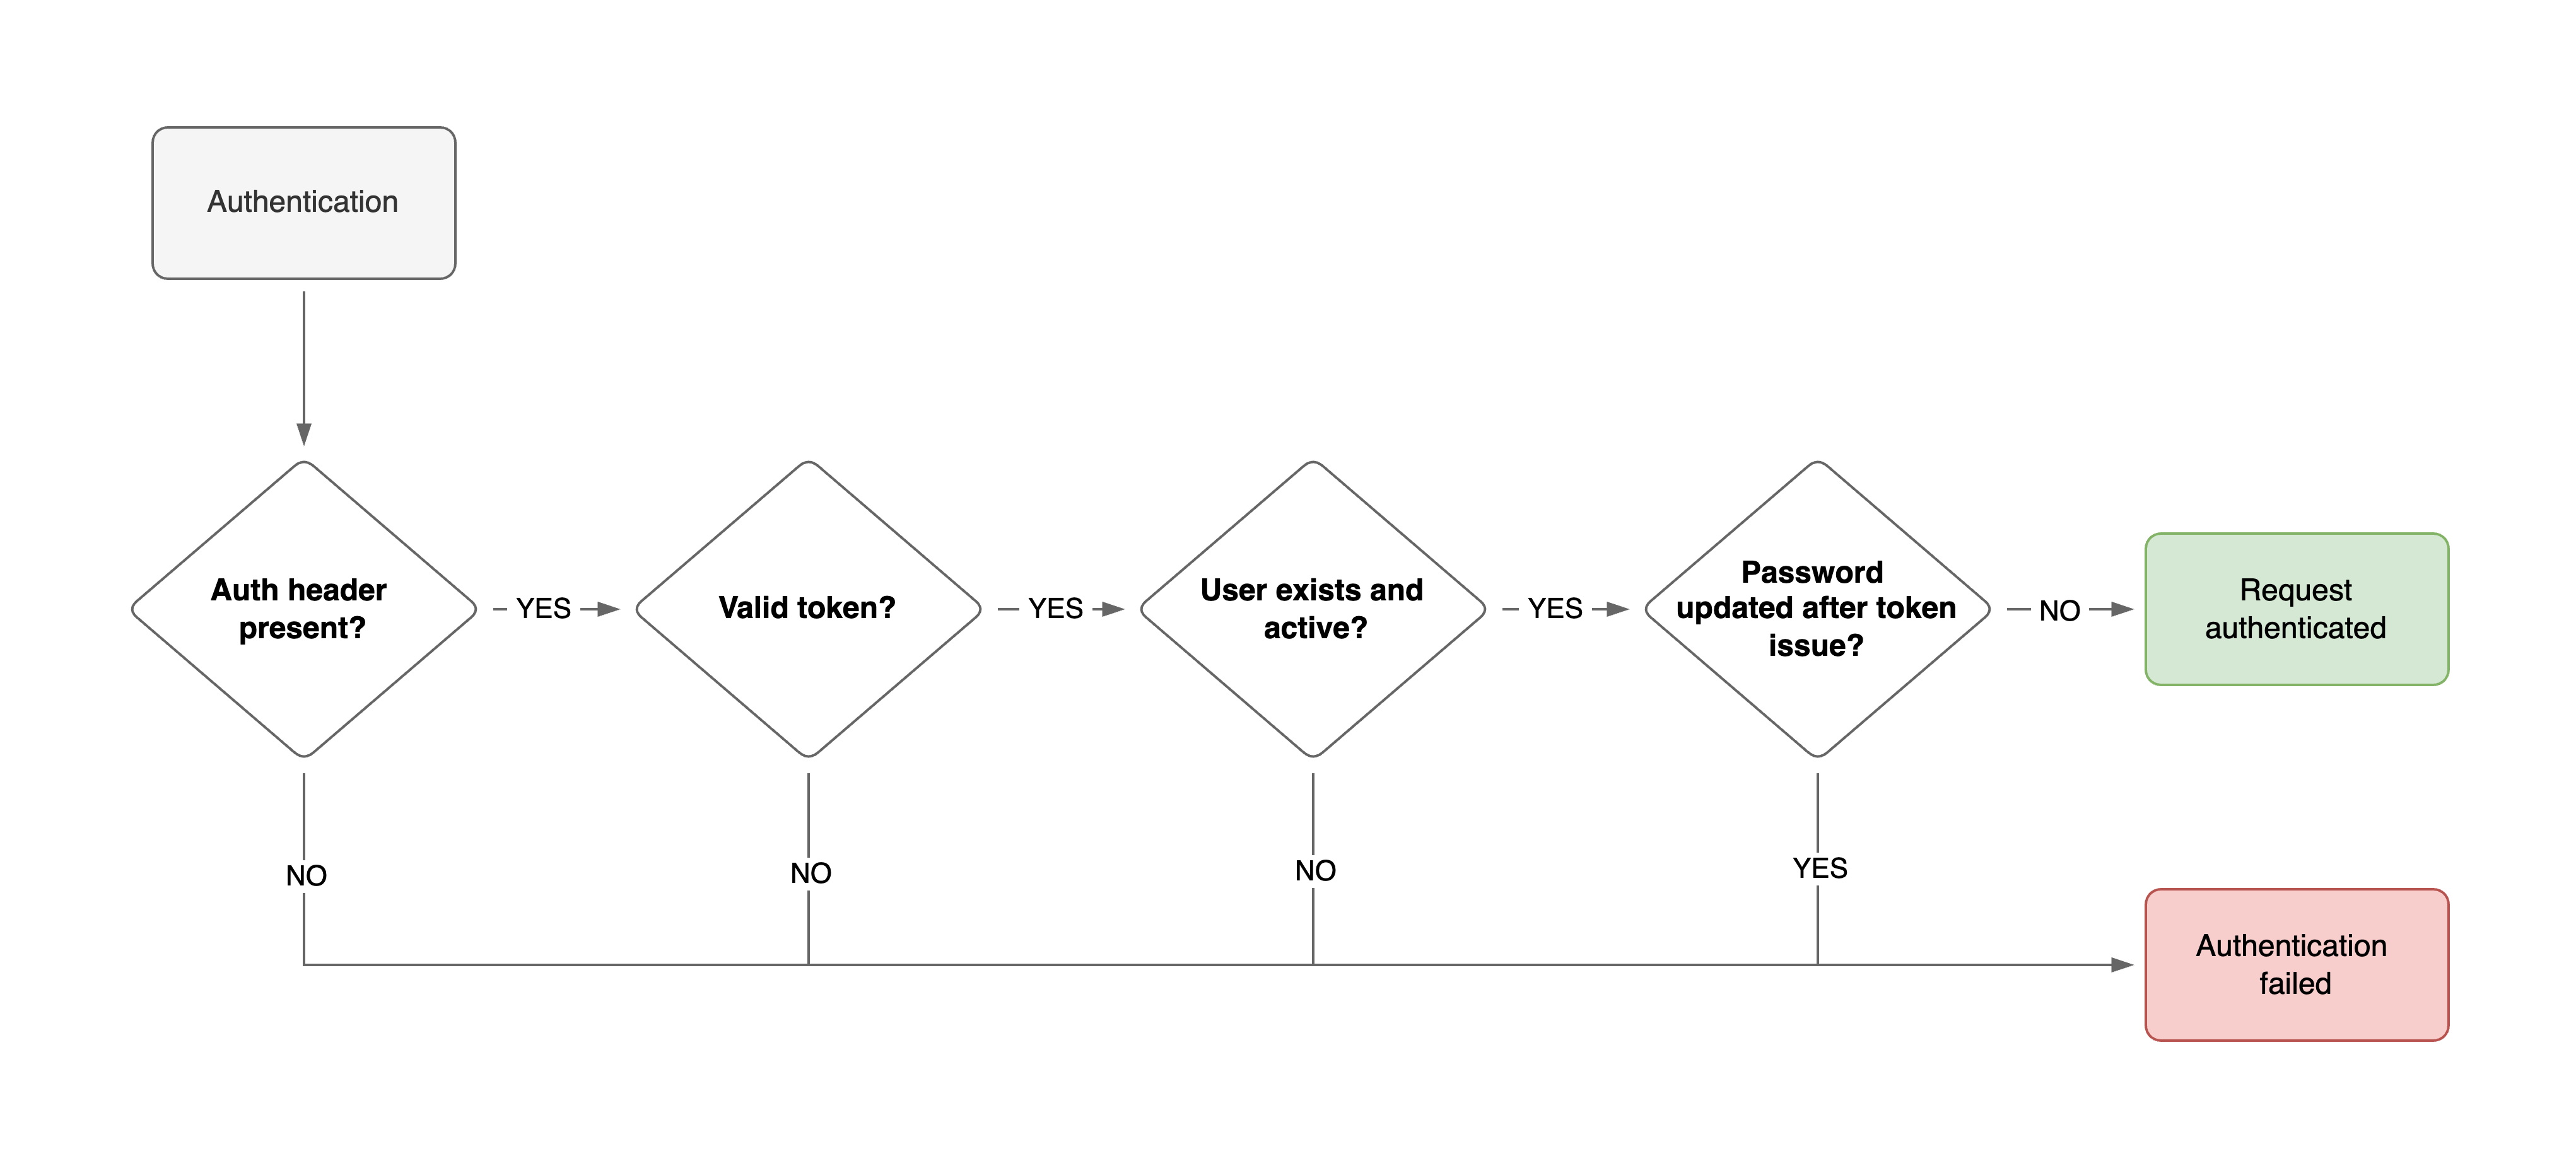 Authentication
Auth header
present?
YES
Valid token?
YES
User exists and
active?
YES
Password
updated after token
issue?
NO
Request
authenticated
NO
NO
NO
YES
Authentication
failed